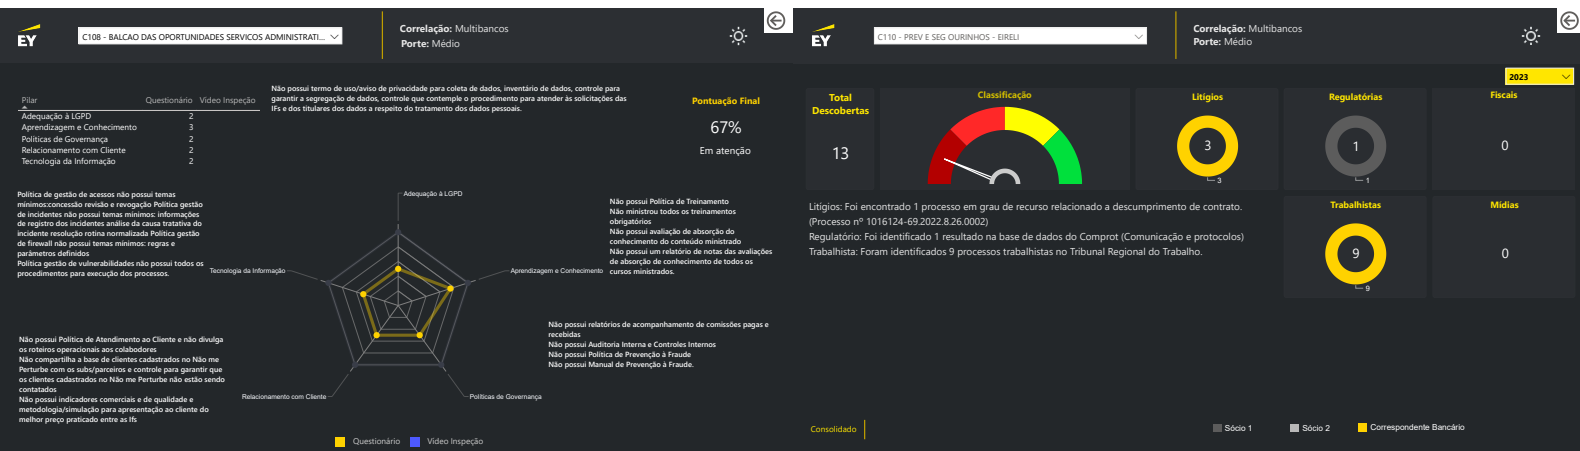 EY
C108 - BALCAO DAS OPORTUNIDADES SERVICOS ADMINISTRATI...
Correlação: Multibancos
Porte: Médio
Pilar Questionário Vídeo Inspeção
Adequação à LGPD 2
Aprendizagem e Conhecimento 3
Políticas de Governança 2
Relacionamento com Cliente 2
Tecnologia da Informação 2
Não possui termo de uso/aviso de privacidade para coleta de dados, inventário de dados, controle para
garantir a segregação de dados, controle que contemple o procedimento para atender às solicitações das
IFs e dos titulares dos dados a respeito do tratamento dos dados pessoais.
Pontuação Final
67%
Em atenção
Política de gestão de acessos não possui temas
mínimos:concessão revisão e revogação Política gestão
de incidentes não possui temas mínimos: informações
de registro dos incidentes análise da causa tratativa do
incidente resolução rotina normalizada Política gestão
de firewall não possui temas mínimos: regras e
parâmetros definidos
Política gestão de vulnerabilidades não possui todos os
procedimentos para execução dos processos.
Adequação à LGPD
Não possui Política de Treinamento
Não ministrou todos os treinamentos
obrigatórios
Não possui avaliação de absorção do
conhecimento do conteúdo ministrado
Não possui um relatório de notas das avaliações
de absorção de conhecimento de todos os
cursos ministrados.
Tecnologia da Informação
Aprendizagem e Conhecimento
Não possui relatórios de acompanhamento de comissões pagas e
recebidas
Não possui Auditoria Interna e Controles Internos
Não possui Política de Prevenção à Fraude
Não possui Manual de Prevenção à Fraude.
Não possui Política de Atendimento ao Cliente e não divulga
os roteiros operacionais aos colabodores
Não compartilha a base de clientes cadastrados no Não me
Perturbe com os subs/parceiros e controle para garantir que
os clientes cadastrados no Não me Perturbe não estão sendo
contatados
Não possui indicadores comerciais e de qualidade e
metodologia/simulação para apresentação ao cliente do
melhor preço praticado entre as Ifs
Relacionamento com Cliente
Políticas de Governança
Questionário Vídeo Inspeção
EY
C110 - PREV E SEG OURINHOS - EIRELI
Correlação: Multibancos
Porte: Médio
2023
Total
Descobertas
13
Classificação
Litígios
3
3
Regulatórias
1
1
Fiscais
0
Litígios: Foi encontrado 1 processo em grau de recurso relacionado a descumprimento de contrato.
(Processo nº 1016124-69.2022.8.26.0002)
Regulatório: Foi identificado 1 resultado na base de dados do Comprot (Comunicação e protocolos)
Trabalhista: Foram identificados 9 processos trabalhistas no Tribunal Regional do Trabalho.
Trabalhistas
9
9
Mídias
0
Consolidado
Sócio 1 Sócio 2 Correspondente Bancário